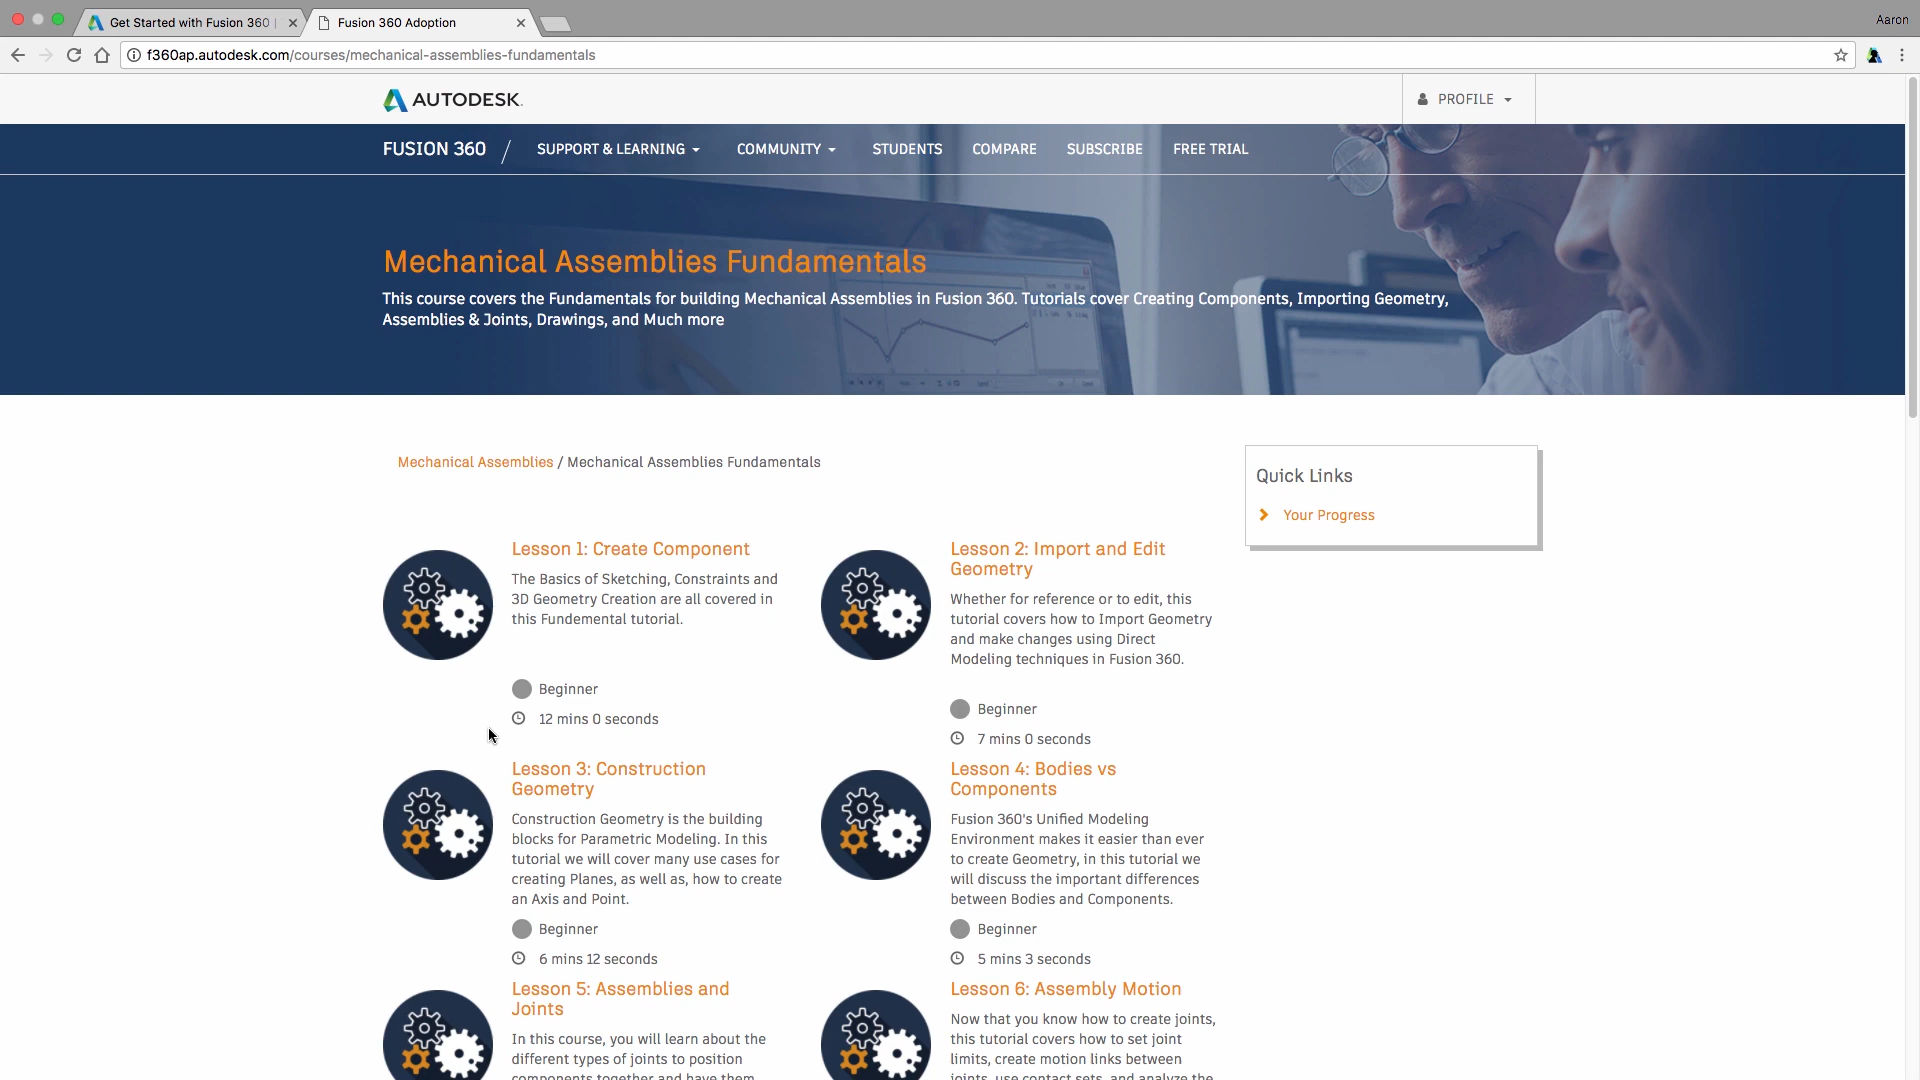 Get Started with Fusion 360 |
Fusion 360 Adoption
Aaron
f360ap.autodesk.com/courses/mechanical-assemblies-fundamentals
AUTODESK.
PROFILE
FUSION 360 / SUPPORT & LEARNING COMMUNITY STUDENTS COMPARE SUBSCRIBE FREE TRIAL
Mechanical Assemblies Fundamentals
This course covers the Fundamentals for building Mechanical Assemblies in Fusion 360. Tutorials cover Creating Components, Importing Geometry,
Assemblies & Joints, Drawings, and Much more
Mechanical Assemblies / Mechanical Assemblies Fundamentals
Quick Links
Your Progress
Lesson 1: Create Component
The Basics of Sketching, Constraints and
3D Geometry Creation are all covered in
this Fundemental tutorial.
Beginner
12 mins 0 seconds
Lesson 2: Import and Edit
Geometry
Whether for reference or to edit, this
tutorial covers how to Import Geometry
and make changes using Direct
Modeling techniques in Fusion 360.
Beginner
7 mins 0 seconds
Lesson 3: Construction
Geometry
Construction Geometry is the building
blocks for Parametric Modeling. In this
tutorial we will cover many use cases for
creating Planes, as well as, how to create
an Axis and Point.
Beginner
6 mins 12 seconds
Lesson 4: Bodies vs
Components
Fusion 360's Unified Modeling
Environment makes it easier than ever
to create Geometry, in this tutorial we
will discuss the important differences
between Bodies and Components.
Beginner
5 mins 3 seconds
Lesson 5: Assemblies and
Joints
In this course, you will learn about the
different types of joints to position
components together and have them
Lesson 6: Assembly Motion
Now that you know how to create joints,
this tutorial covers how to set joint
limits, create motion links between
joints, use contact sets, and analyze the